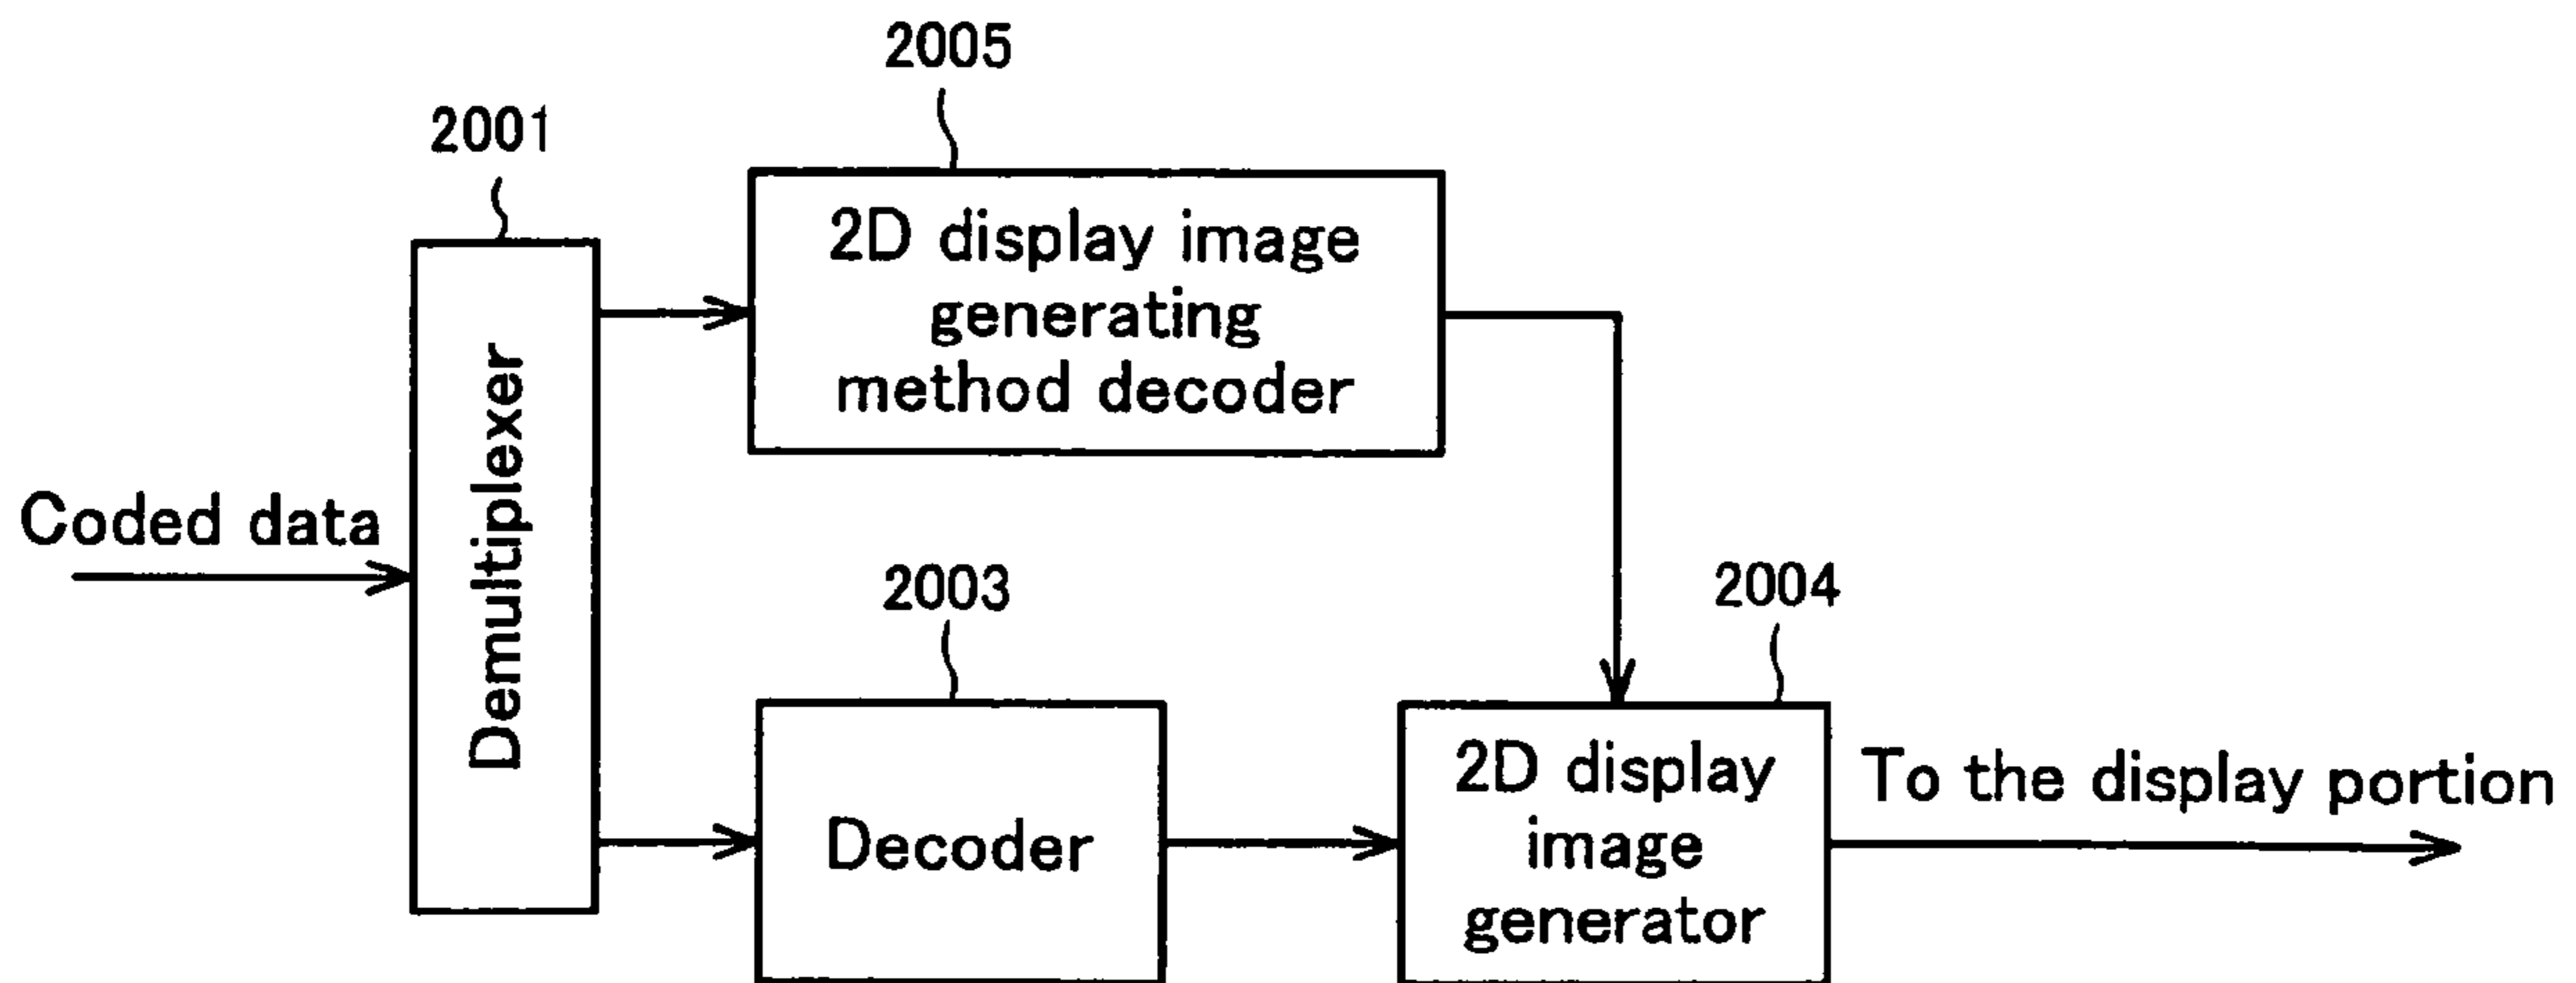 2005
2001
2D display image
generating
method decoder
Demultiplexer
Coded data
2003
2004
Decoder
2D display
image
generator
To the display portion